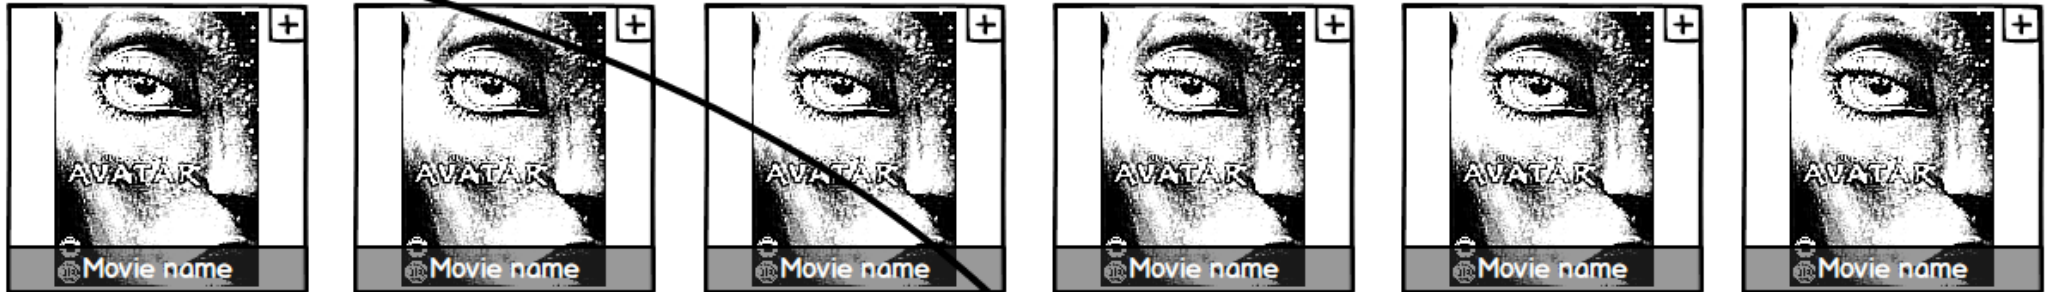 + + + + + +
AVATAR AVATAR AVATAR AVATAR AVATAR AVATAR
Movie name Movie name Movie name Movie name Movie name Movie name